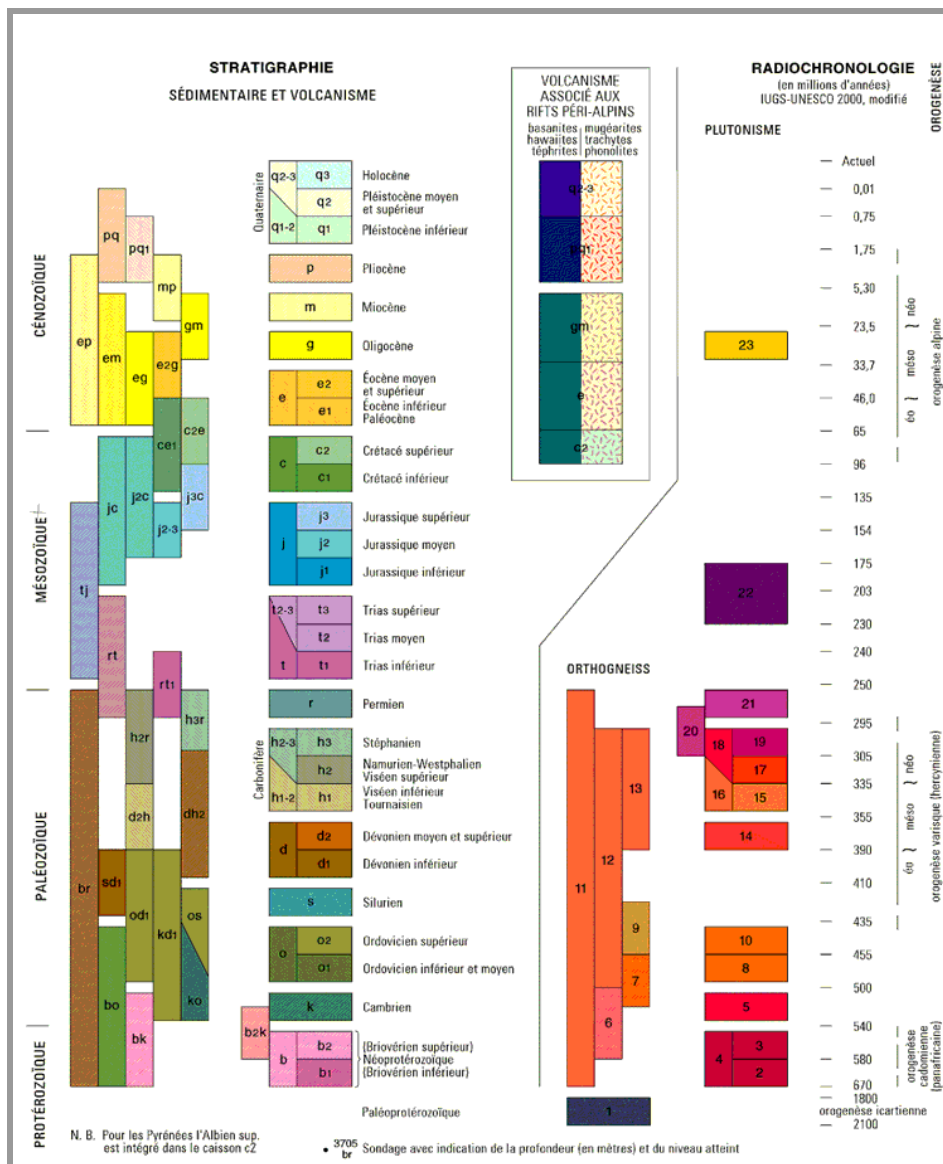 STRATIGRAPHIE
SÉDIMENTAIRE ET VOLCANISME
VOLCANISME
ASSOCIÉ AUX
RIFTS PÉRI-ALPINS
basanites
hawaiites
téphrites
mugéarites
trachytes
phonolites
RADIOCHRONOLOGIE
(en millions d'années)
IUGS-UNESCO 2000, modifié
PLUTONISME
OROGENÈSE
CÉNOZOÏQUE
MÉSOZOÏQUE
PALÉOZOÏQUE
PROTÉROZOÏQUE
pq
pq1
ep
em
eg
mp
gm
e2g
ce1
c2e
jc
j2c
j2-3
j3c
tj
rt
rt1
br
h2r
h3r
d2h
dh2
sd1
od1
kd1
os
ko
bo
bk
b2k
Quaternaire
q2-3
q3
Holocène
q2
Pléistocène moyen
et supérieur
q1-2
q1
Pléistocène inférieur
p
Pliocène
m
Miocène
g
Oligocène
e
e2
Éocène moyen
et supérieur
e1
Éocène inférieur
Paléocène
c
c2
Crétacé supérieur
c1
Crétacé inférieur
j
j3
Jurassique supérieur
j2
Jurassique moyen
j1
Jurassique inférieur
t2-3
t3
Trias supérieur
t2
Trias moyen
t
t1
Trias inférieur
r
Permien
Carbonifère
h2-3
h3
Stéphanien
h2
Namurien-Westphalien
Viséen supérieur
h1-2
h1
Viséen inférieur
Tournaisien
d
d2
Dévonien moyen et supérieur
d1
Dévonien inférieur
s
Silurien
o
o2
Ordovicien supérieur
o1
Ordovicien inférieur et moyen
k
Cambrien
b
b2
(Briovérien supérieur)
Néoprotérozoïque
b1
(Briovérien inférieur)
Paléoprotérozoïque
q2-3
q1
gm
e
c2
ORTHOGNEISS
11
12
13
9
7
6
1
23
22
21
20
18
19
17
16
15
14
10
8
5
4
3
2
Actuel
0,01
0,75
1,75
5,30
23,5
33,7
46,0
65
96
135
154
175
203
230
240
250
295
305
335
355
390
410
435
455
500
540
580
670
1800
orogenèse icartienne
2100
éo } méso } néo
orogenèse alpine
éo } méso } néo
orogenèse varisque (hercynienne)
orogenèse
cadomienne
(panafricaine)
N. B. Pour les Pyrénées l'Albien sup.
est intégré dans le caisson c2
• 3705
br
Sondage avec indication de la profondeur (en mètres) et du niveau atteint